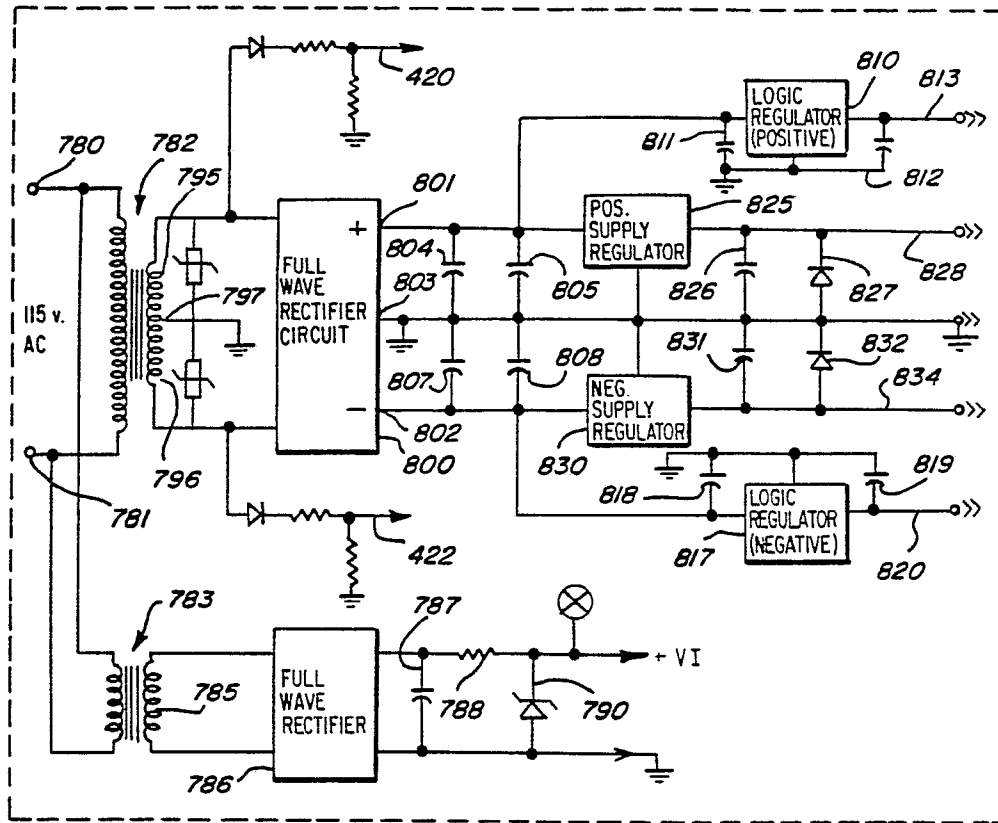 420
810
813
LOGIC
REGULATOR
(POSITIVE)
811
812
780
782
795
801
825
804
+
POS.
SUPPLY
REGULATOR
797
FULL
WAVE
RECTIFIER
CIRCUIT
803
805
826
827
828
115 v.
AC
807
808
831
832
834
796
–
802
NEG.
SUPPLY
REGULATOR
800
830
781
818
819
LOGIC
REGULATOR
(NEGATIVE)
817
820
422
783
787
785
FULL
WAVE
RECTIFIER
788
790
+ VI
786